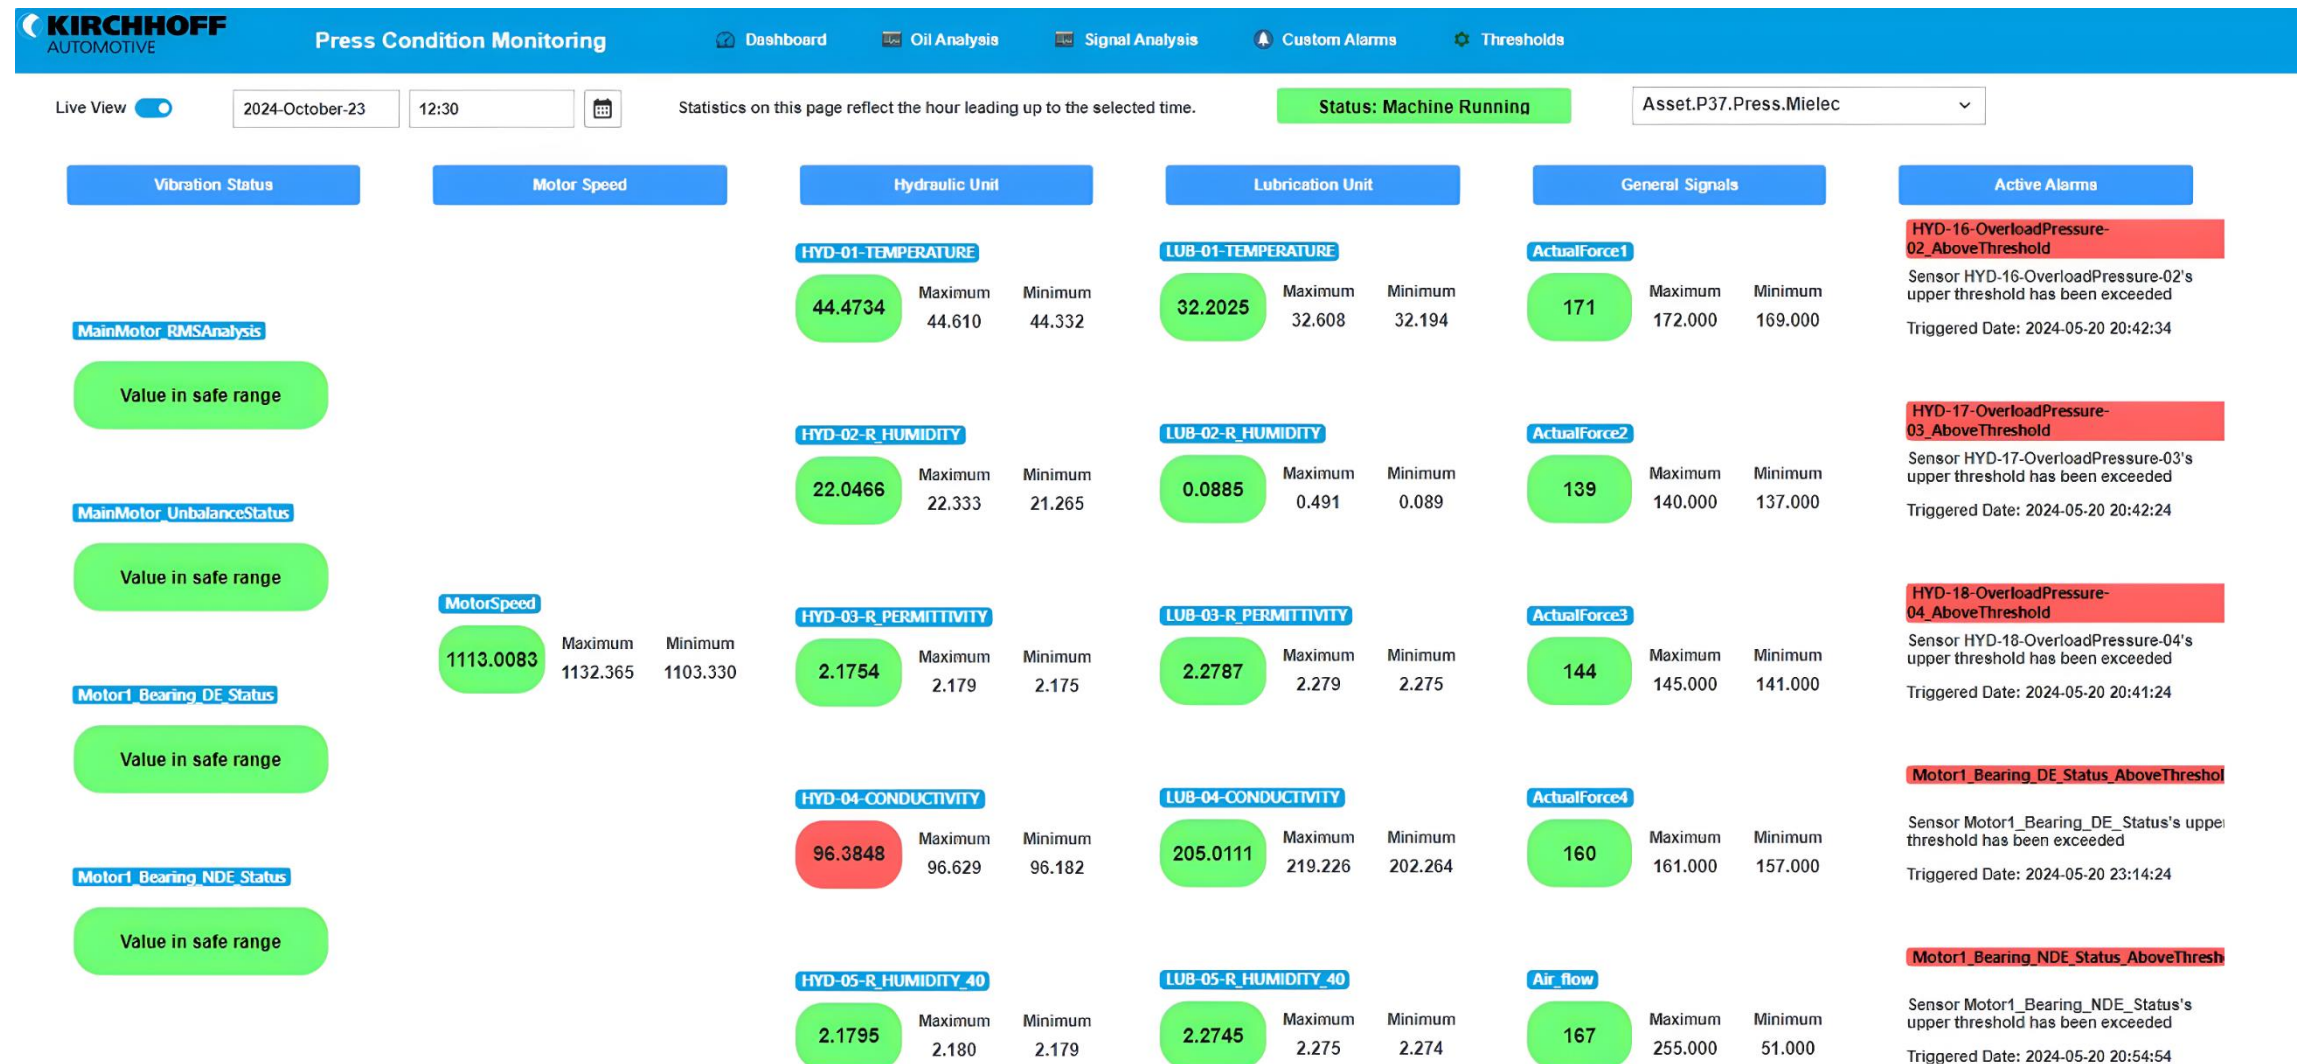 KIRCHHOFF
AUTOMOTIVE
Press Condition Monitoring
Dashboard
Oil Analysis
Signal Analysis
Custom Alarms
Thresholds
Live View
2024-October-23
12:30
Statistics on this page reflect the hour leading up to the selected time.
Status: Machine Running
Asset.P37.Press.Mielec
Vibration Status
MainMotor_RMSAnalysis
Value in safe range
MainMotor_UnbalanceStatus
Value in safe range
Motor1_Bearing_DE_Status
Value in safe range
Motor1_Bearing_NDE_Status
Value in safe range
Motor Speed
MotorSpeed
1113.0083
Maximum Minimum
1132.365 1103.330
Hydraulic Unit
HYD-01-TEMPERATURE
44.4734
Maximum Minimum
44.610 44.332
HYD-02-R_HUMIDITY
22.0466
Maximum Minimum
22.333 21.265
HYD-03-R_PERMITTIVITY
2.1754
Maximum Minimum
2.179 2.175
HYD-04-CONDUCTIVITY
96.3848
Maximum Minimum
96.629 96.182
HYD-05-R_HUMIDITY_40
2.1795
Maximum Minimum
2.180 2.179
Lubrication Unit
LUB-01-TEMPERATURE
32.2025
Maximum Minimum
32.608 32.194
LUB-02-R_HUMIDITY
0.0885
Maximum Minimum
0.491 0.089
LUB-03-R_PERMITTIVITY
2.2787
Maximum Minimum
2.279 2.275
LUB-04-CONDUCTIVITY
205.0111
Maximum Minimum
219.226 202.264
LUB-05-R_HUMIDITY_40
2.2745
Maximum Minimum
2.275 2.274
General Signals
ActualForce1
171
Maximum Minimum
172.000 169.000
ActualForce2
139
Maximum Minimum
140.000 137.000
ActualForce3
144
Maximum Minimum
145.000 141.000
ActualForce4
160
Maximum Minimum
161.000 157.000
Air_flow
167
Maximum Minimum
255.000 51.000
Active Alarms
HYD-16-OverloadPressure-
02_AboveThreshold
Sensor HYD-16-OverloadPressure-02's
upper threshold has been exceeded
Triggered Date: 2024-05-20 20:42:34
HYD-17-OverloadPressure-
03_AboveThreshold
Sensor HYD-17-OverloadPressure-03's
upper threshold has been exceeded
Triggered Date: 2024-05-20 20:42:24
HYD-18-OverloadPressure-
04_AboveThreshold
Sensor HYD-18-OverloadPressure-04's
upper threshold has been exceeded
Triggered Date: 2024-05-20 20:41:24
Motor1_Bearing_DE_Status_AboveThreshol
Sensor Motor1_Bearing_DE_Status's upper
threshold has been exceeded
Triggered Date: 2024-05-20 23:14:24
Motor1_Bearing_NDE_Status_AboveThresh
Sensor Motor1_Bearing_NDE_Status's
upper threshold has been exceeded
Triggered Date: 2024-05-20 20:54:54